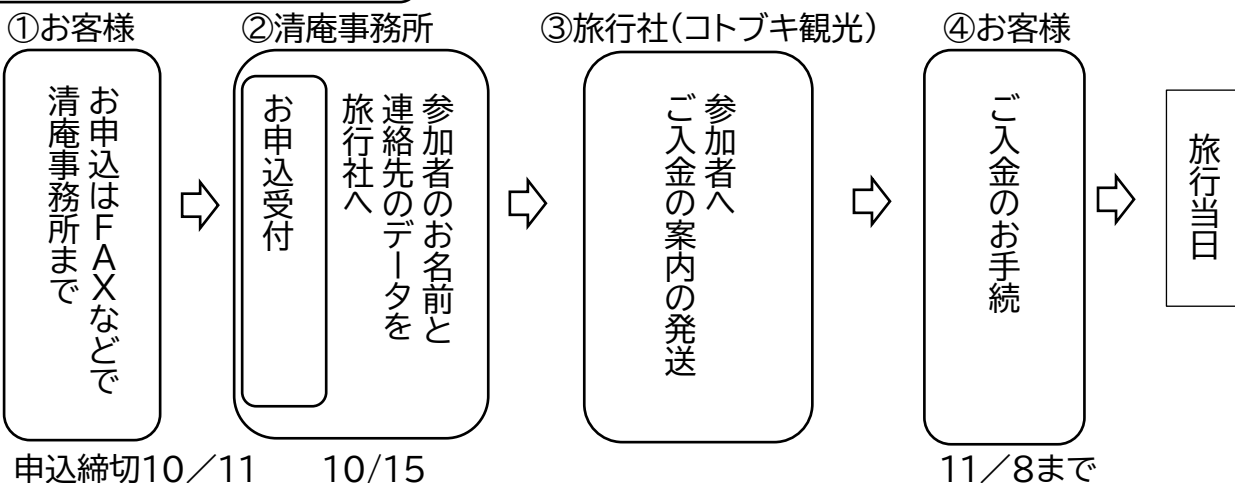 ①お客様
②清庵事務所
③旅行社(コトブキ観光)
④お客様
お申込はFAXなどで
清庵事務所まで
お申込受付
参加者のお名前と
連絡先のデータを
旅行社へ
参加者へ
ご入金の案内の発送
ご入金のお手続
旅行当日
申込締切10/11
10/15
11/8まで